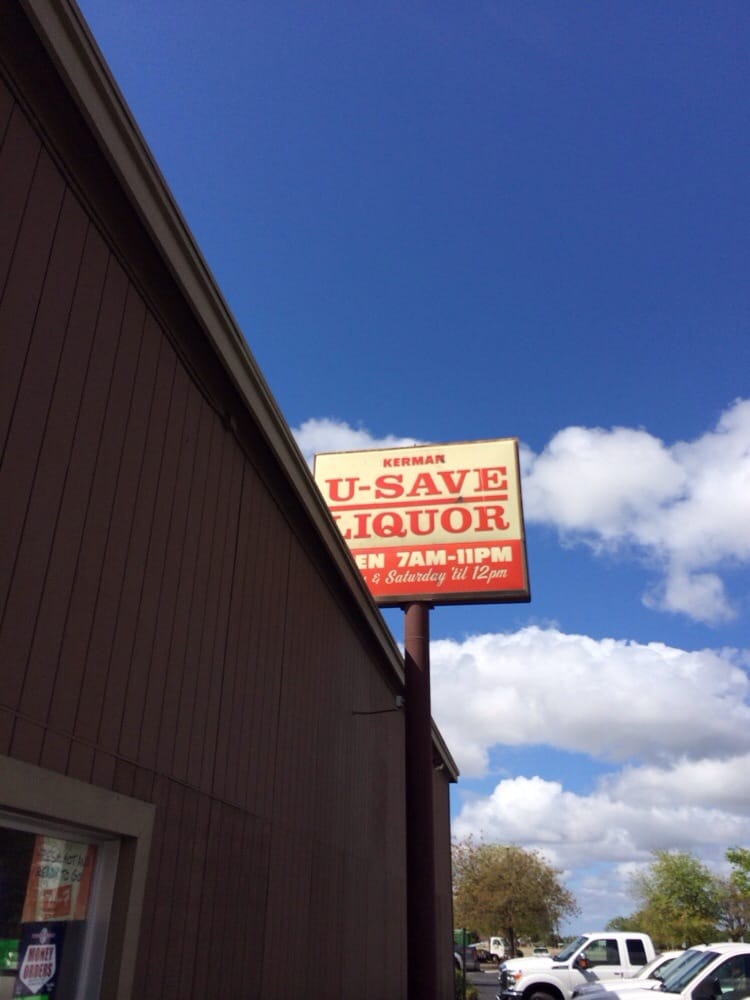 KERMAN
U-SAVE
LIQUOR
EN 7AM-11PM
& Saturday 'til 12pm
MONEY
ORDERS